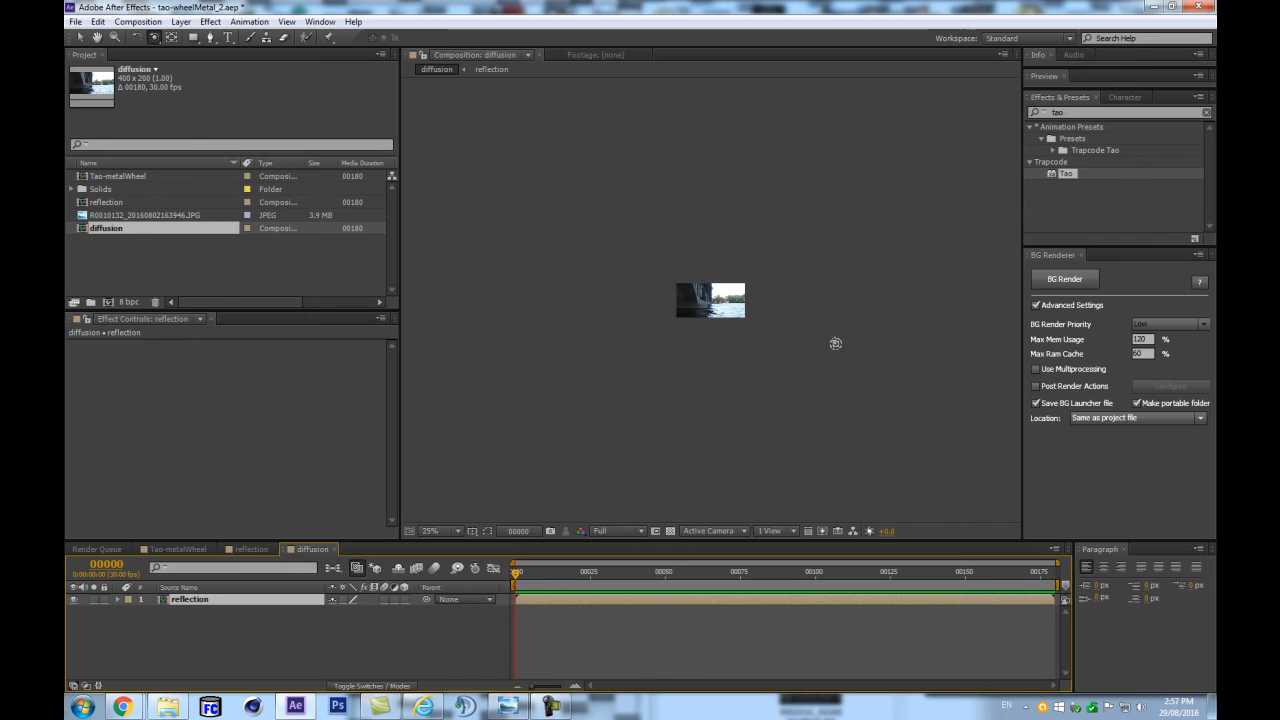 Adobe After Effects - tao-wheelMetal_2.aep *
File Edit Composition Layer Effect Animation View Window Help
Workspace: Standard Search Help
Project Composition: diffusion Footage: (none) Info Audio
diffusion diffusion reflection
400 x 200 (1.00)
Δ 00180, 30.00 fps
Preview
Effects & Presets Character
tao
* Animation Presets
Presets
Trapcode Tao
Trapcode
Tao
Name Type Size Media Duration
Tao-metalWheel Composi... 00180
Solids Folder
reflection Composi... 00180
R0010132_20160802163946.JPG JPEG 3.9 MB
diffusion Composi... 00180
8 bpc
Effect Controls: reflection
diffusion • reflection
BG Renderer
BG Render ?
Advanced Settings
BG Render Priority Low
Max Mem Usage 120 %
Max Ram Cache 60 %
Use Multiprocessing
Post Render Actions
Save BG Launcher file Make portable folder
Location: Same as project file
25% 00000 Full Active Camera 1 View +0.0
Render Queue Tao-metalWheel reflection diffusion Paragraph
00000
0:00:00:00 (30.00 fps)
00025 00050 00075 00100 00125 00150 00175
# Source Name Parent
1 reflection None
0 px 0 px 0 px
0 px 0 px
Toggle Switches / Modes
EN 2:57 PM
29/08/2016